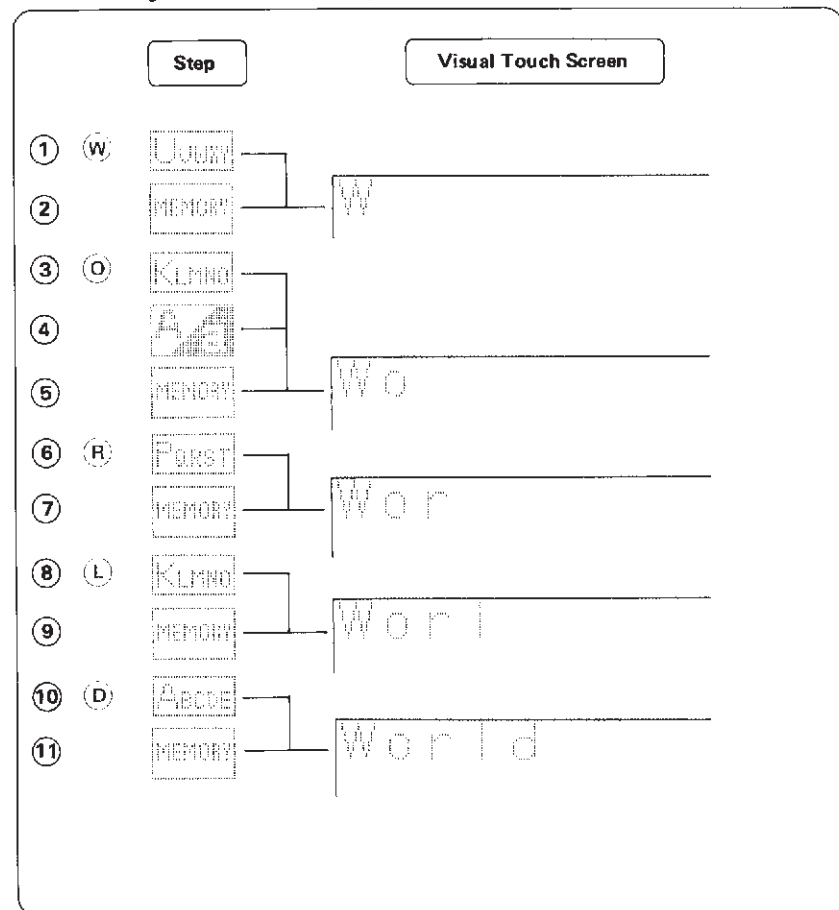 Step Visual Touch Screen
① W UVWXY
② MEMORY W
③ O KLMNO
④ A/A
⑤ MEMORY Wo
⑥ R PQRST
⑦ MEMORY Wor
⑧ L KLMNO
⑨ MEMORY Worl
⑩ D ABCDE
⑪ MEMORY World